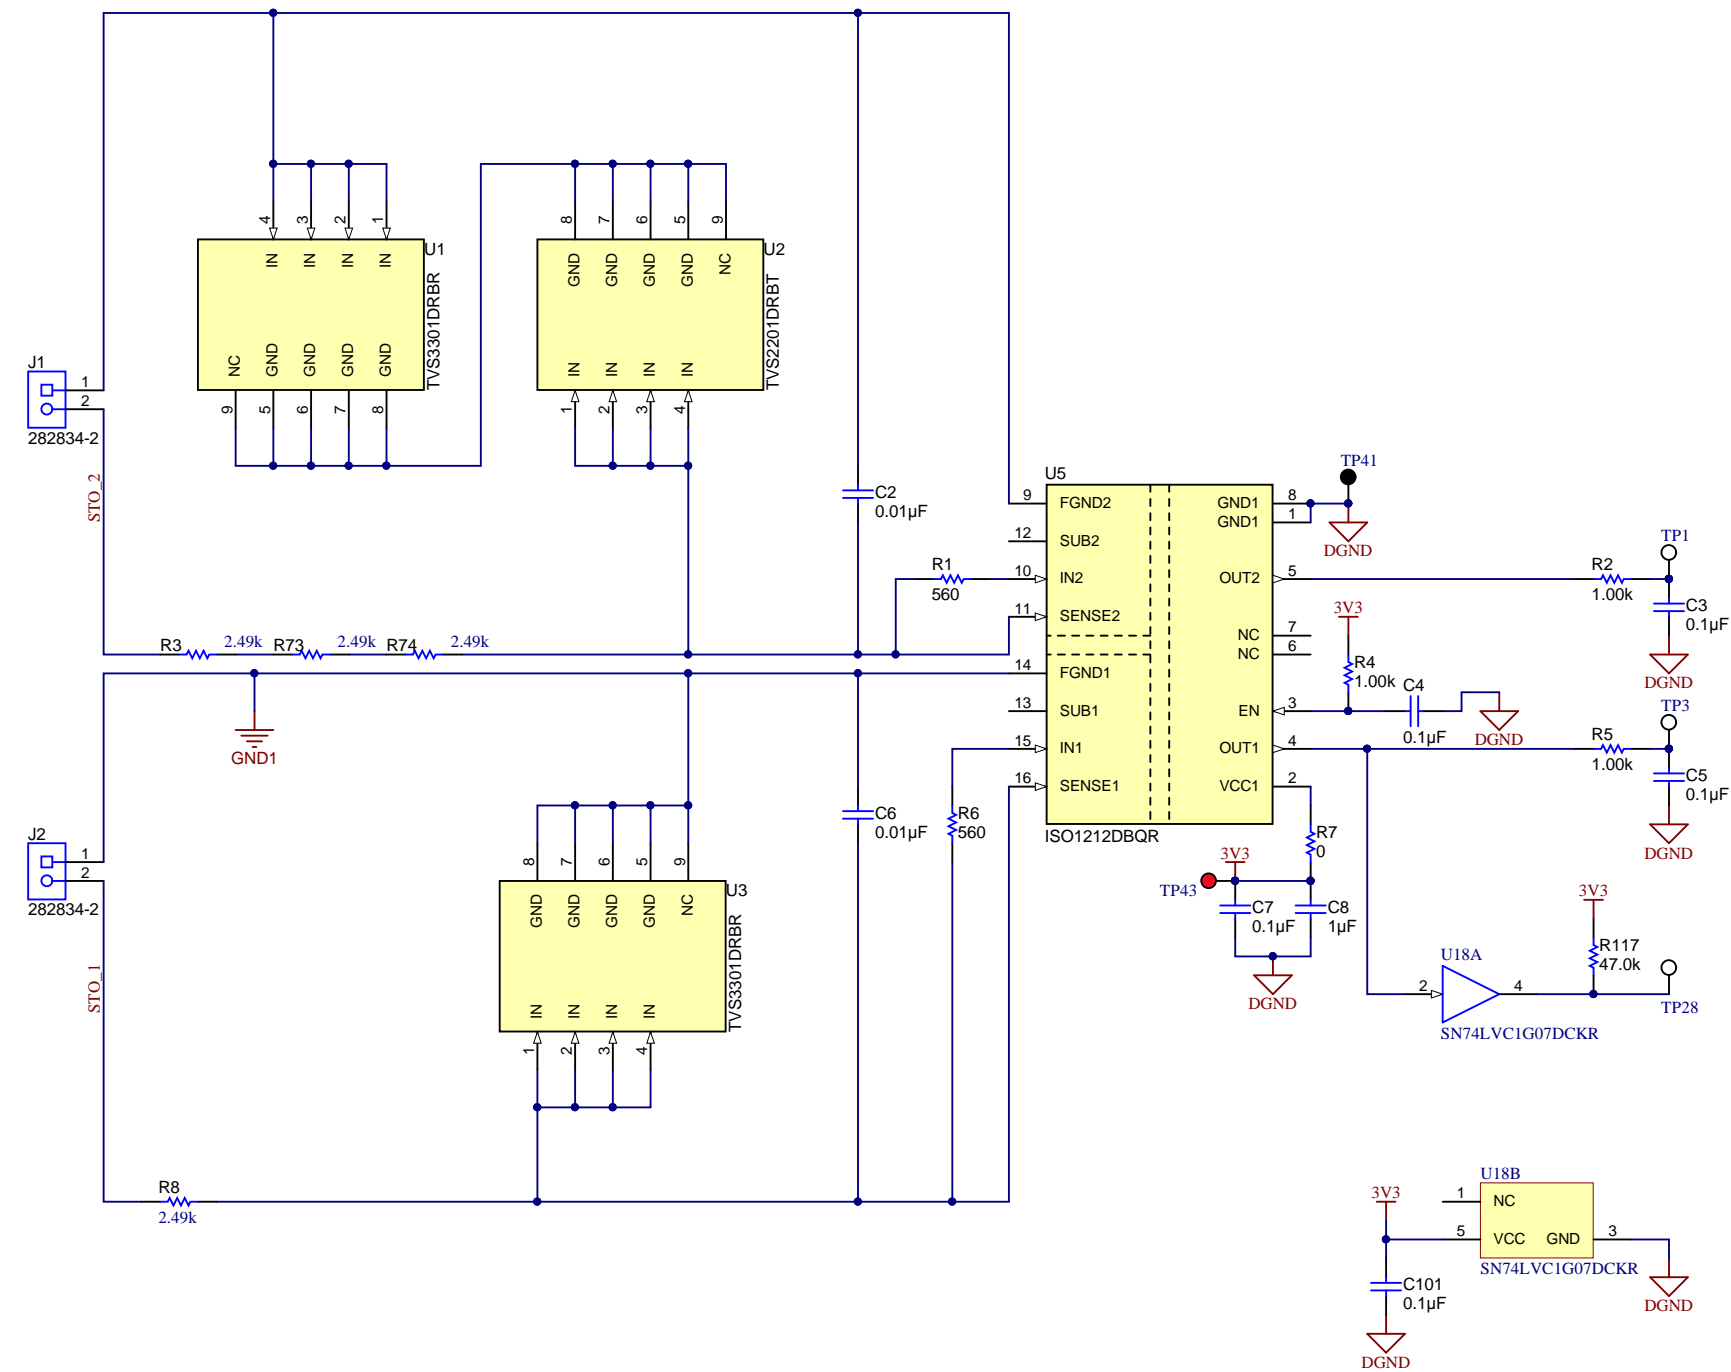 4
3
2
1
IN
IN
IN
IN
U1
TVS3301DRBR
NC
GND
GND
GND
GND
9
5
6
7
8
8
7
6
5
9
GND
GND
GND
GND
NC
U2
TVS2201DRBT
IN
IN
IN
IN
1
2
3
4
J1
1
2
282834-2
STO_2
C2
0.01µF
R1
560
R3
2.49k
R73
2.49k
R74
2.49k
GND1
U5
9
FGND2
12
SUB2
10
IN2
11
SENSE2
14
FGND1
13
SUB1
15
IN1
16
SENSE1
GND1
8
GND1
1
OUT2
5
NC
7
NC
6
EN
3
OUT1
4
VCC1
2
ISO1212DBQR
TP41
DGND
TP1
R2
1.00k
C3
0.1µF
DGND
3V3
R4
1.00k
C4
0.1µF
DGND
TP3
R5
1.00k
C5
0.1µF
DGND
R7
0
3V3
TP43
C7
0.1µF
C8
1µF
DGND
C6
0.01µF
R6
560
J2
1
2
282834-2
STO_1
8
7
6
5
9
GND
GND
GND
GND
NC
U3
TVS3301DRBR
IN
IN
IN
IN
1
2
3
4
R8
2.49k
3V3
R117
47.0k
U18A
2
4
SN74LVC1G07DCKR
TP28
U18B
3V3
1
NC
5
VCC
GND
3
SN74LVC1G07DCKR
C101
0.1µF
DGND
DGND